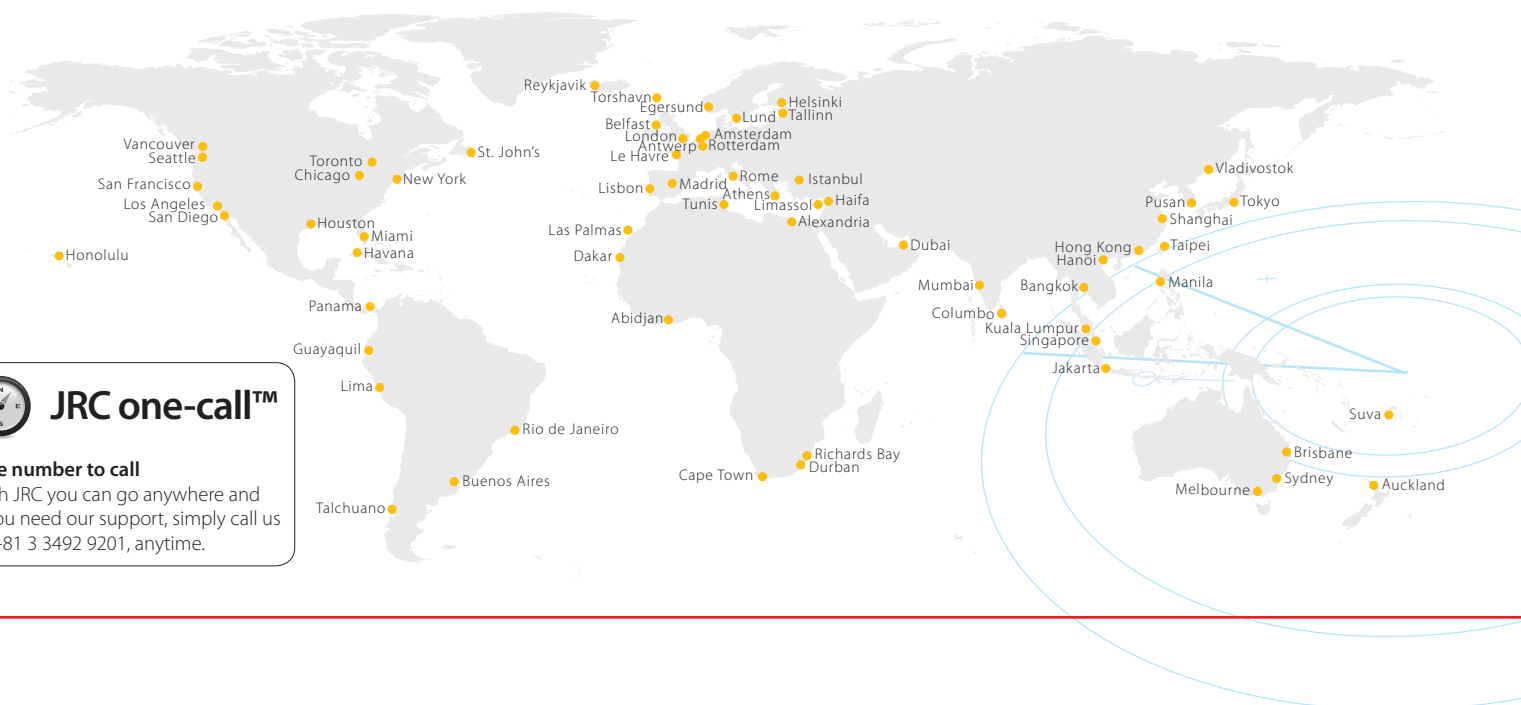 Reykjavik
Torshavn
Egersund
Helsinki
Lund
Tallinn
Belfast
London
Amsterdam
Antwerp
Rotterdam
Le Havre
Vancouver
Seattle
Toronto
Chicago
St. John's
New York
San Francisco
Los Angeles
San Diego
Houston
Miami
Havana
Honolulu
Lisbon
Madrid
Rome
Istanbul
Athens
Tunis
Limassol
Haifa
Alexandria
Las Palmas
Dakar
Dubai
Vladivostok
Pusan
Tokyo
Shanghai
Hong Kong
Taipei
Hanoi
Mumbai
Bangkok
Manila
Columbo
Kuala Lumpur
Singapore
Jakarta
Panama
Abidjan
Guayaquil
Lima
Rio de Janeiro
Buenos Aires
Talchuano
Cape Town
Richards Bay
Durban
Suva
Brisbane
Sydney
Melbourne
Auckland
N
E
S
JRC one-call™
number to call
JRC you can go anywhere and
need our support, simply call us
81 3 3492 9201, anytime.